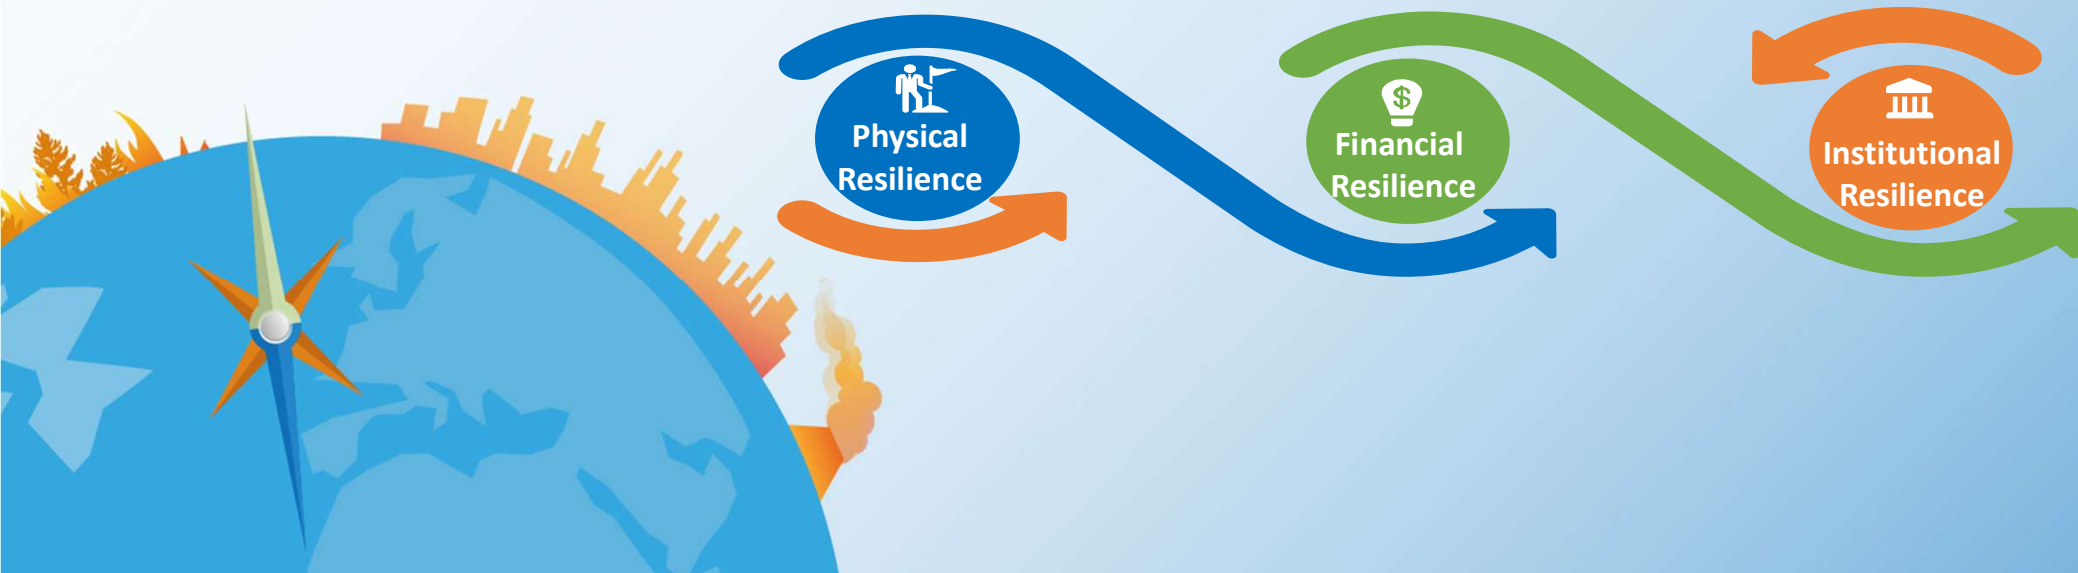 Physical
Resilience
$
Financial
Resilience
Institutional
Resilience